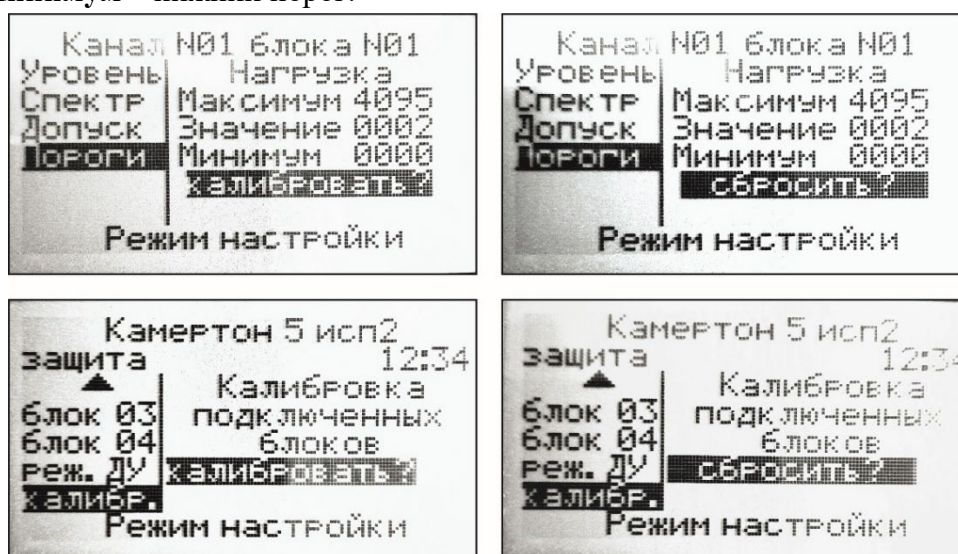 нижний порог.
Канал N01 блока N01
Уровень Нагрузка
Спектр Максимум 4095
Допуск Значение 0002
Пороги Минимум 0000
калибровать?
Режим настройки
Канал N01 блока N01
Уровень Нагрузка
Спектр Максимум 4095
Допуск Значение 0002
Пороги Минимум 0000
сбросить?
Режим настройки
Камертон 5 исп2
защита 12:34
Калибровка
блок 03 подключенных
блок 04 блоков
реж. ДУ калибровать?
калибр.
Режим настройки
Камертон 5 исп2
защита 12:34
Калибровка
блок 03 подключенных
блок 04 блоков
реж. ДУ сбросить?
калибр.
Режим настройки